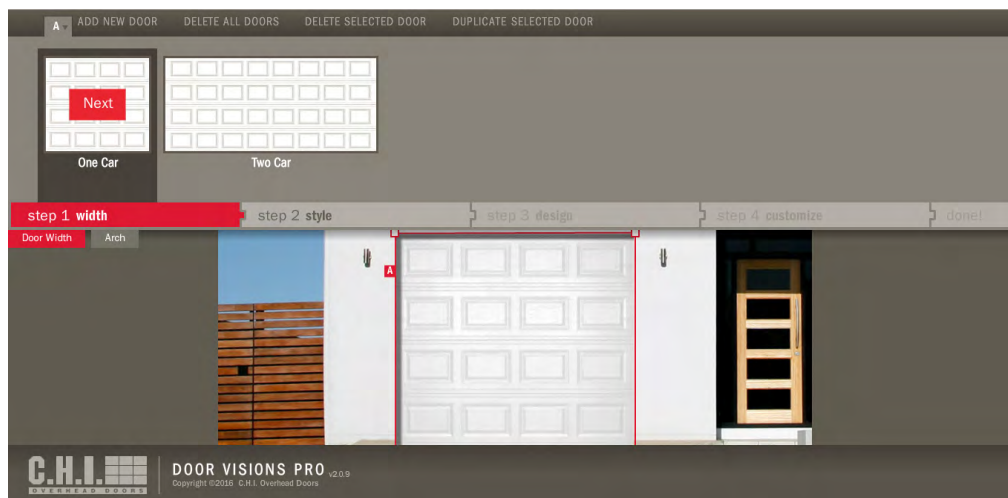 A ADD NEW DOOR DELETE ALL DOORS DELETE SELECTED DOOR DUPLICATE SELECTED DOOR
Next
One Car Two Car
step 1 width step 2 style step 3 design step 4 customize done!
Door Width Arch
A
C.H.I.
OVERHEAD DOORS
DOOR VISIONS PRO v2.0.9
Copyright ©2016 C.H.I. Overhead Doors